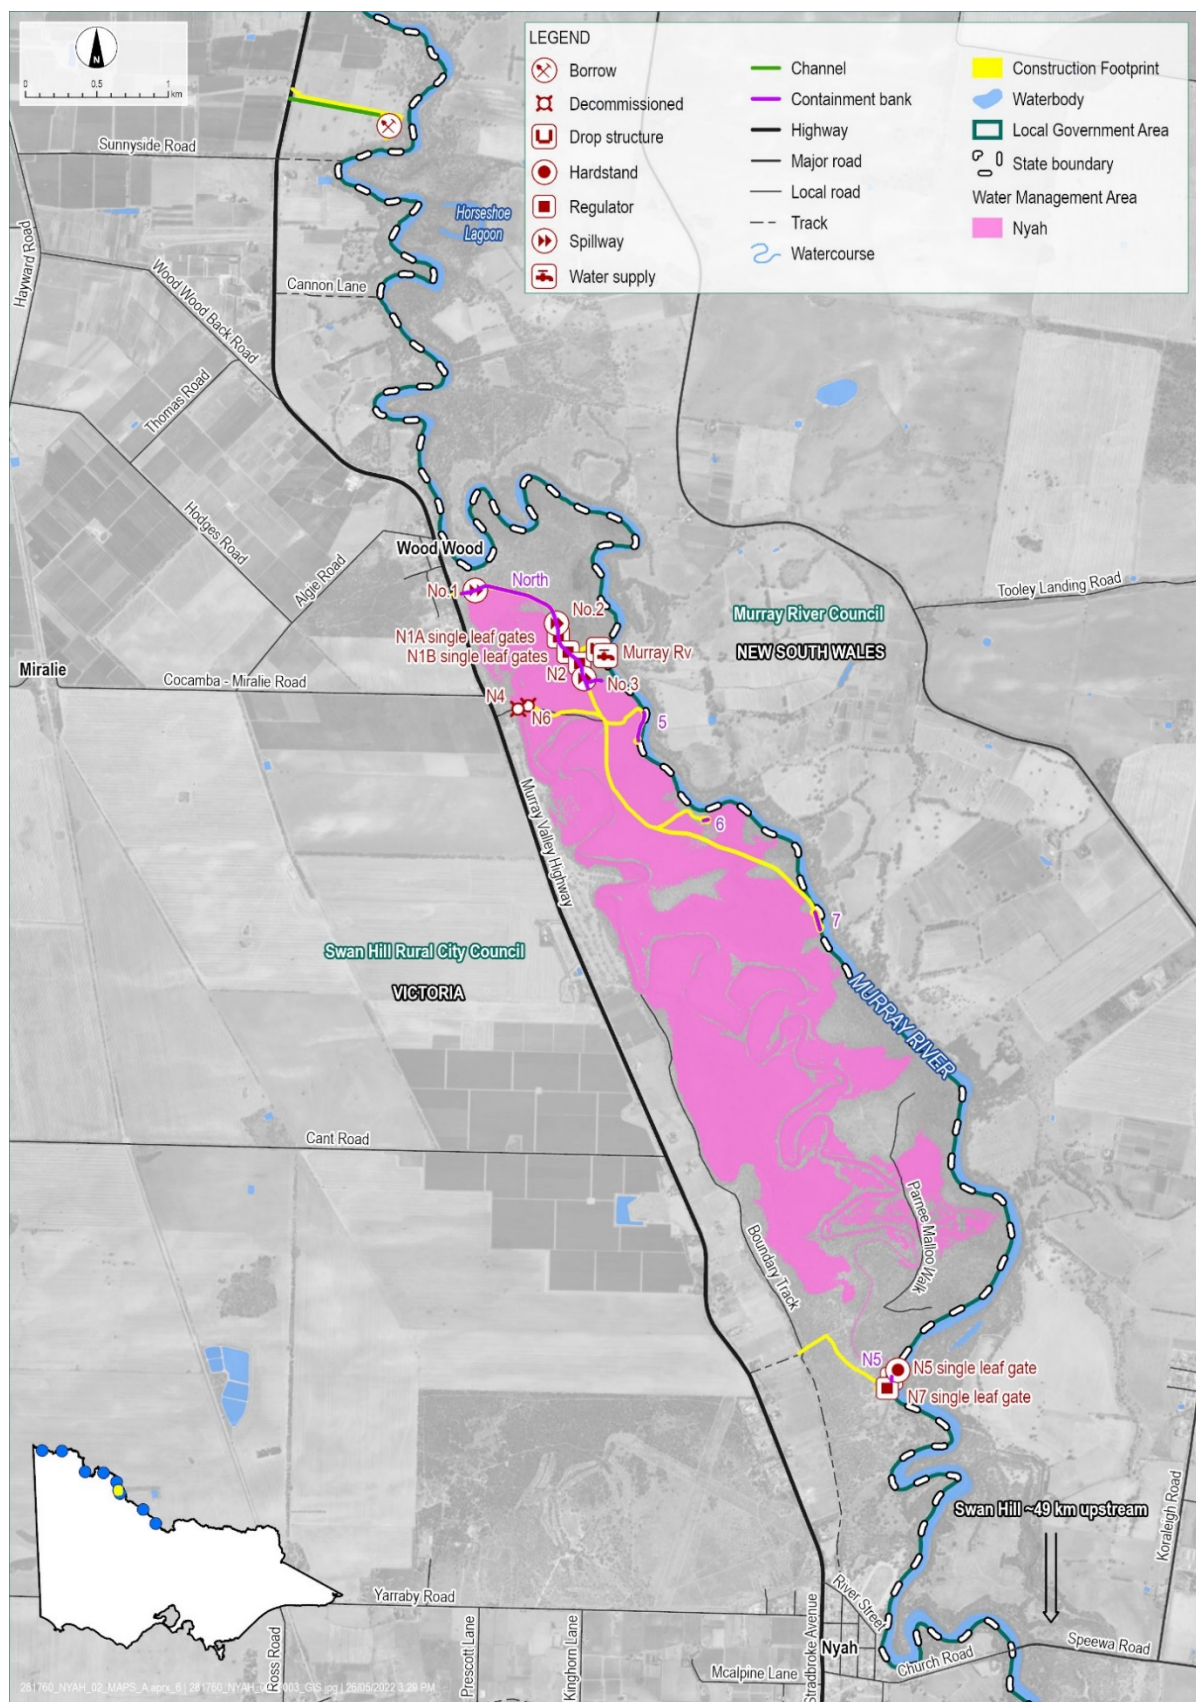 N
0 0.5 1
km
LEGEND
Borrow
Decommissioned
Drop structure
Hardstand
Regulator
Spillway
Water supply
Channel
Containment bank
Highway
Major road
Local road
Track
Watercourse
Construction Footprint
Waterbody
Local Government Area
State boundary
Water Management Area
Nyah
Sunnyside Road
Hayward Road
Horseshoe
Lagoon
Cannon Lane
Wood Wood Back Road
Thomas Road
Hodges Road
Algie Road
Wood Wood
North
No.1
No.2
N1A single leaf gates
N1B single leaf gates
Murray Rv
N2
No.3
N4
N6
5
6
7
Tooley Landing Road
Murray River Council
NEW SOUTH WALES
Miralie
Cocamba - Miralie Road
Murray Valley Highway
Swan Hill Rural City Council
VICTORIA
MURRAY RIVER
Cant Road
Parnee Malloo Walk
Boundary Track
N5
N5 single leaf gate
N7 single leaf gate
Swan Hill ~49 km upstream
Koraleigh Road
Yarraby Road
River Street
Nyah
Church Road
Speewa Road
Ross Road
Prescott Lane
Kinghorn Lane
Stradbroke Avenue
Mcalpine Lane